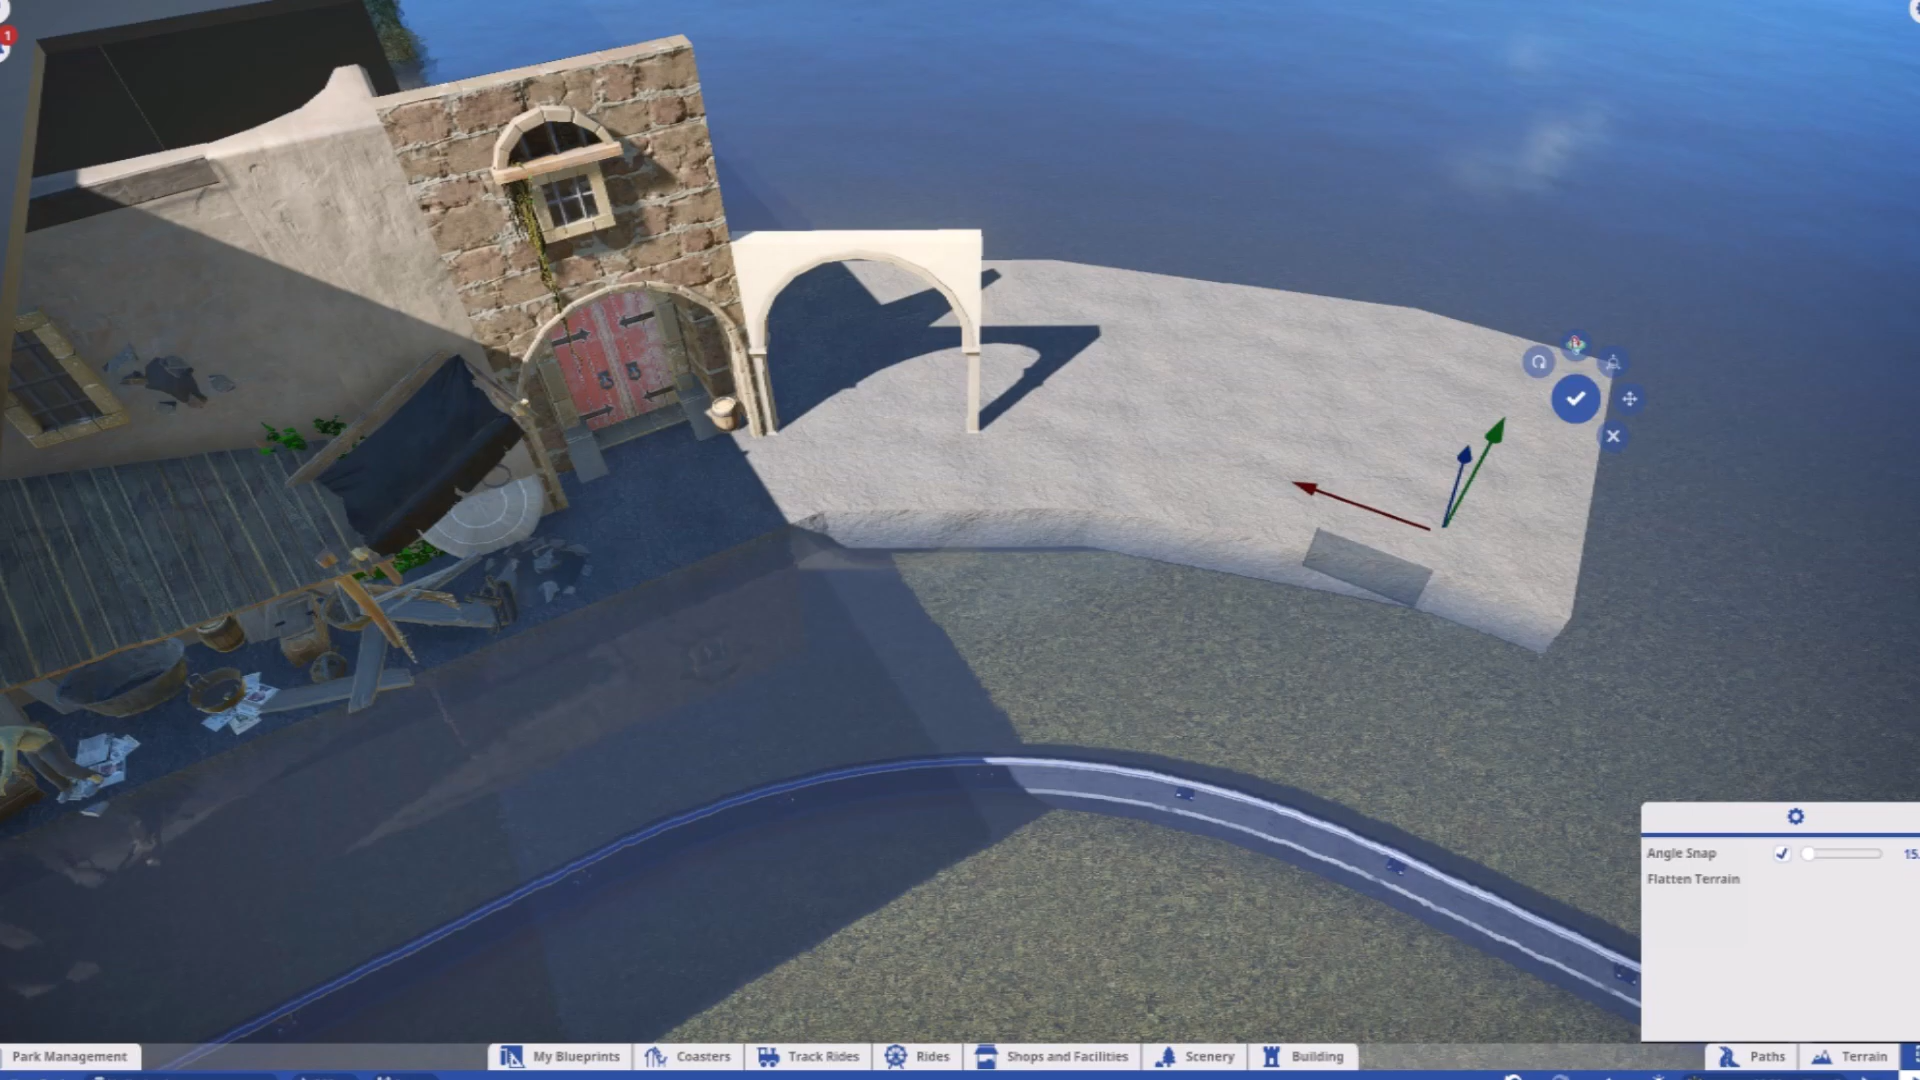 1
Angle Snap 15.
Flatten Terrain
Park Management
My Blueprints
Coasters
Track Rides
Rides
Shops and Facilities
Scenery
Building
Paths
Terrain